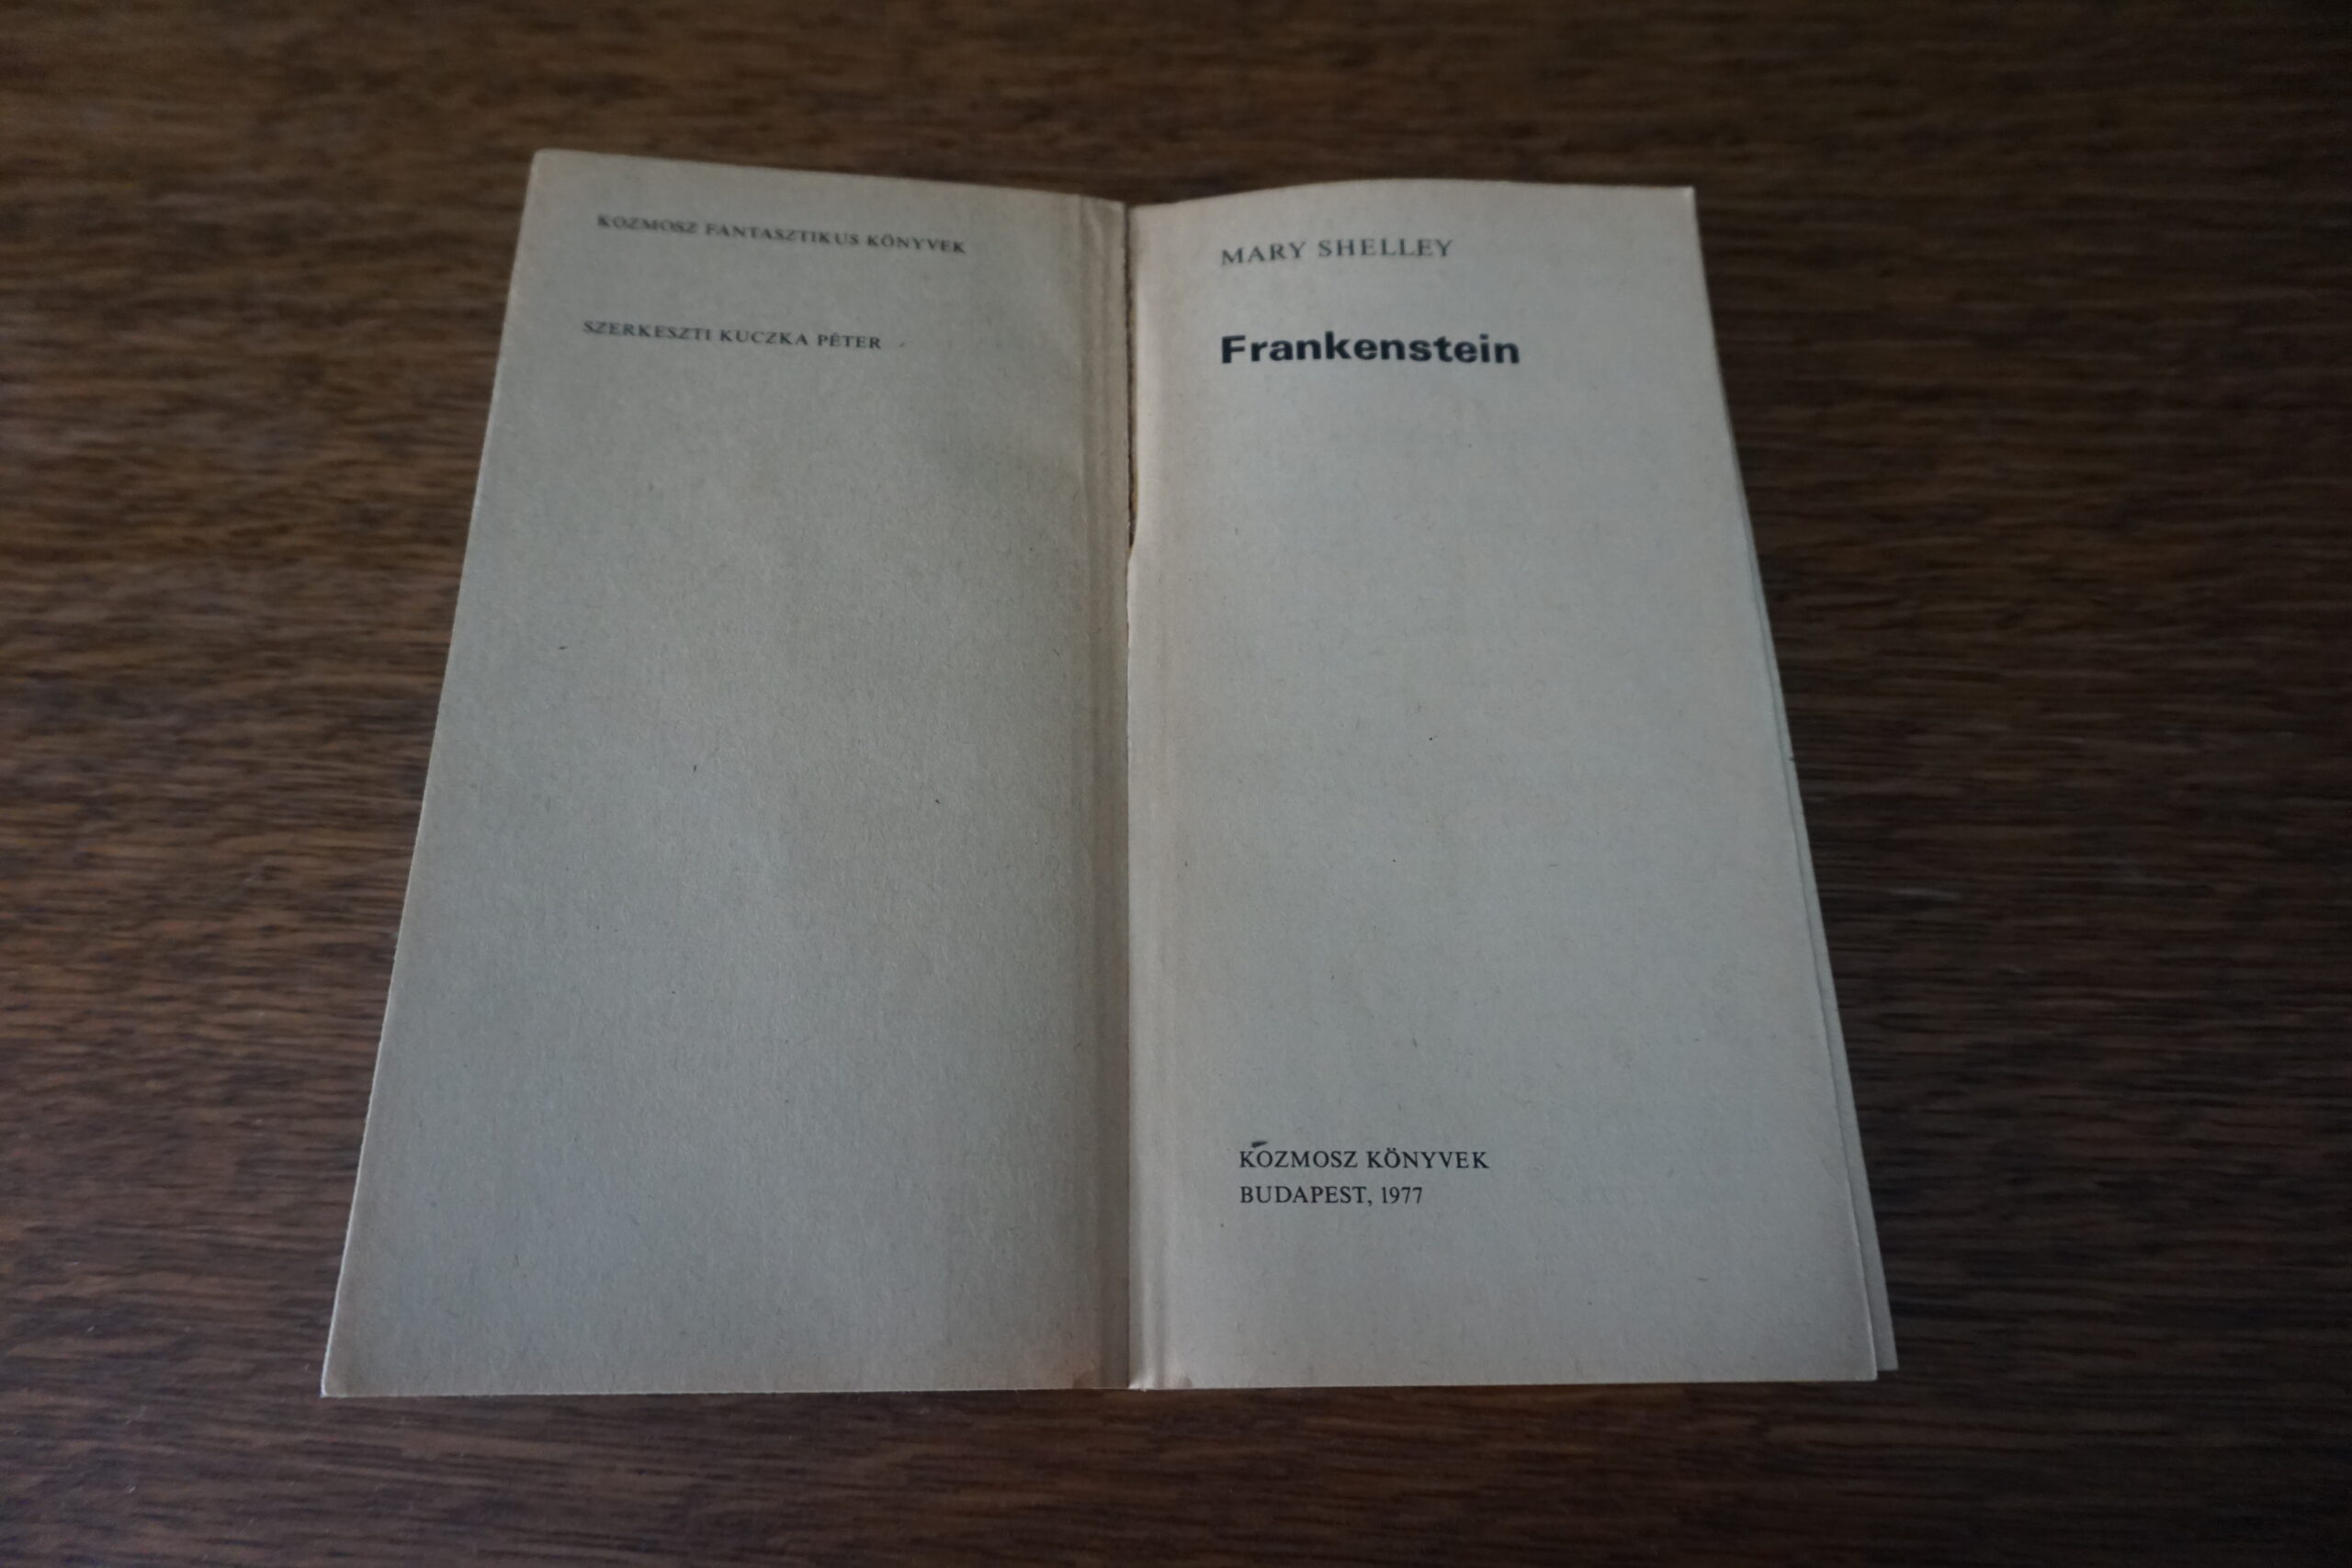 KOZMOSZ FANTASZTIKUS KÖNYVEK
SZERKESZTI KUCZKA PÉTER
MARY SHELLEY
Frankenstein
KOZMOSZ KÖNYVEK
BUDAPEST, 1977